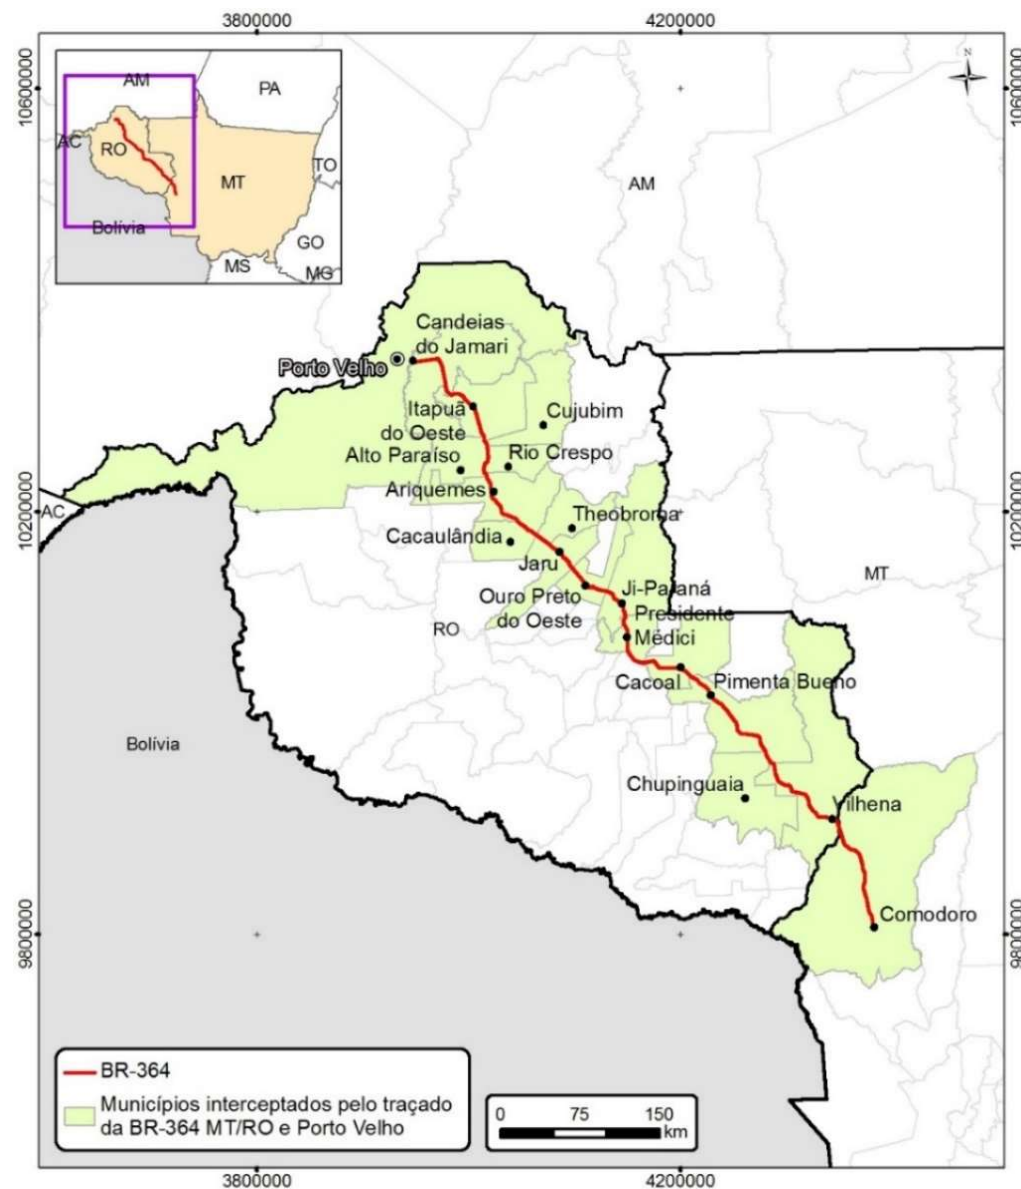 3800000
4200000
10600000
10600000
N
AM
PA
AC
RO
MT
TO
Bolívia
GO
MS
MG
AM
Candeias
do Jamari
Porto Velho
Itapuã
do Oeste
Cujubim
Alto Paraíso
Rio Crespo
Ariquemes
AC
10200000
10200000
Theobroma
Cacaulândia
Jaru
MT
Ouro Preto
do Oeste
Ji-Paraná
RO
Presidente
Médici
Cacoal
Pimenta Bueno
Bolívia
Chupinguaia
Vilhena
Comodoro
9800000
9800000
BR-364
Municípios interceptados pelo traçado
da BR-364 MT/RO e Porto Velho
0 75 150
km
3800000
4200000